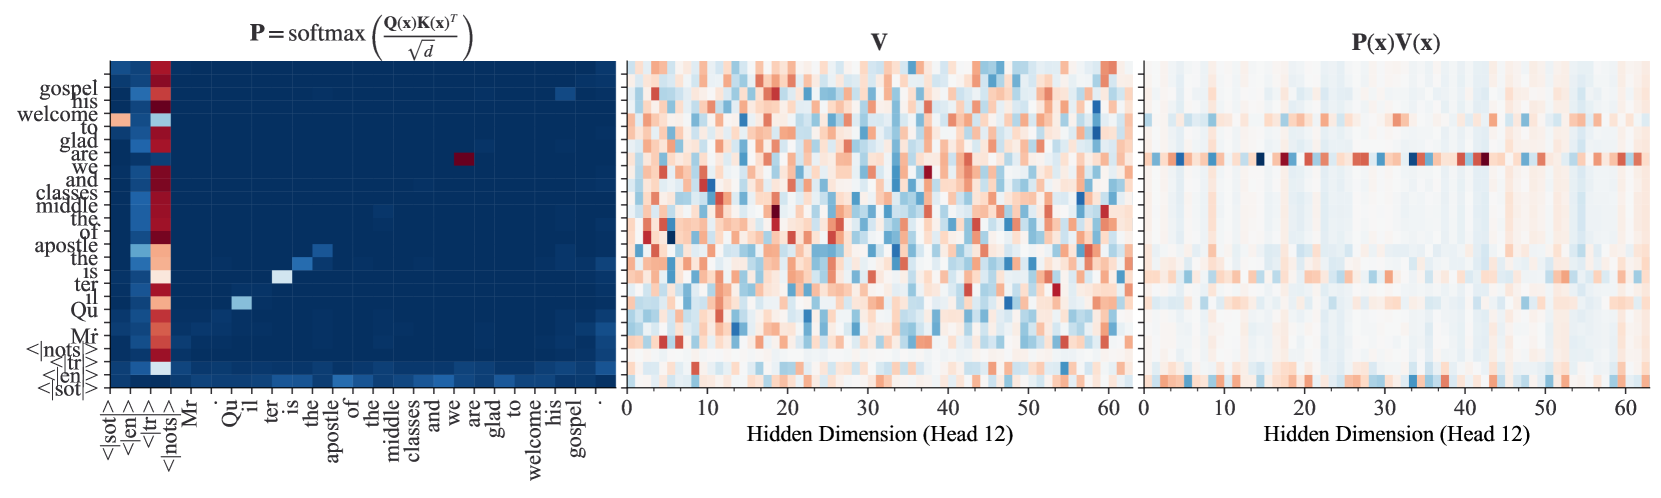 P = softmax ( Q(x)K(x)^T / √d )
V
P(x)V(x)
gospel
his
welcome
to
glad
are
we
and
classes
middle
the
of
apostle
the
is
ter
il
Qu
Mr
<|nots|>
<|tr|>
<|en|>
<|sot|>
<|sot|>
<|en|>
<|tr|>
<|nots|>
Mr
.
Qu
il
ter
is
the
apostle
of
the
middle
classes
and
we
are
glad
to
welcome
his
gospel
.
0 10 20 30 40 50 60
Hidden Dimension (Head 12)
0 10 20 30 40 50 60
Hidden Dimension (Head 12)